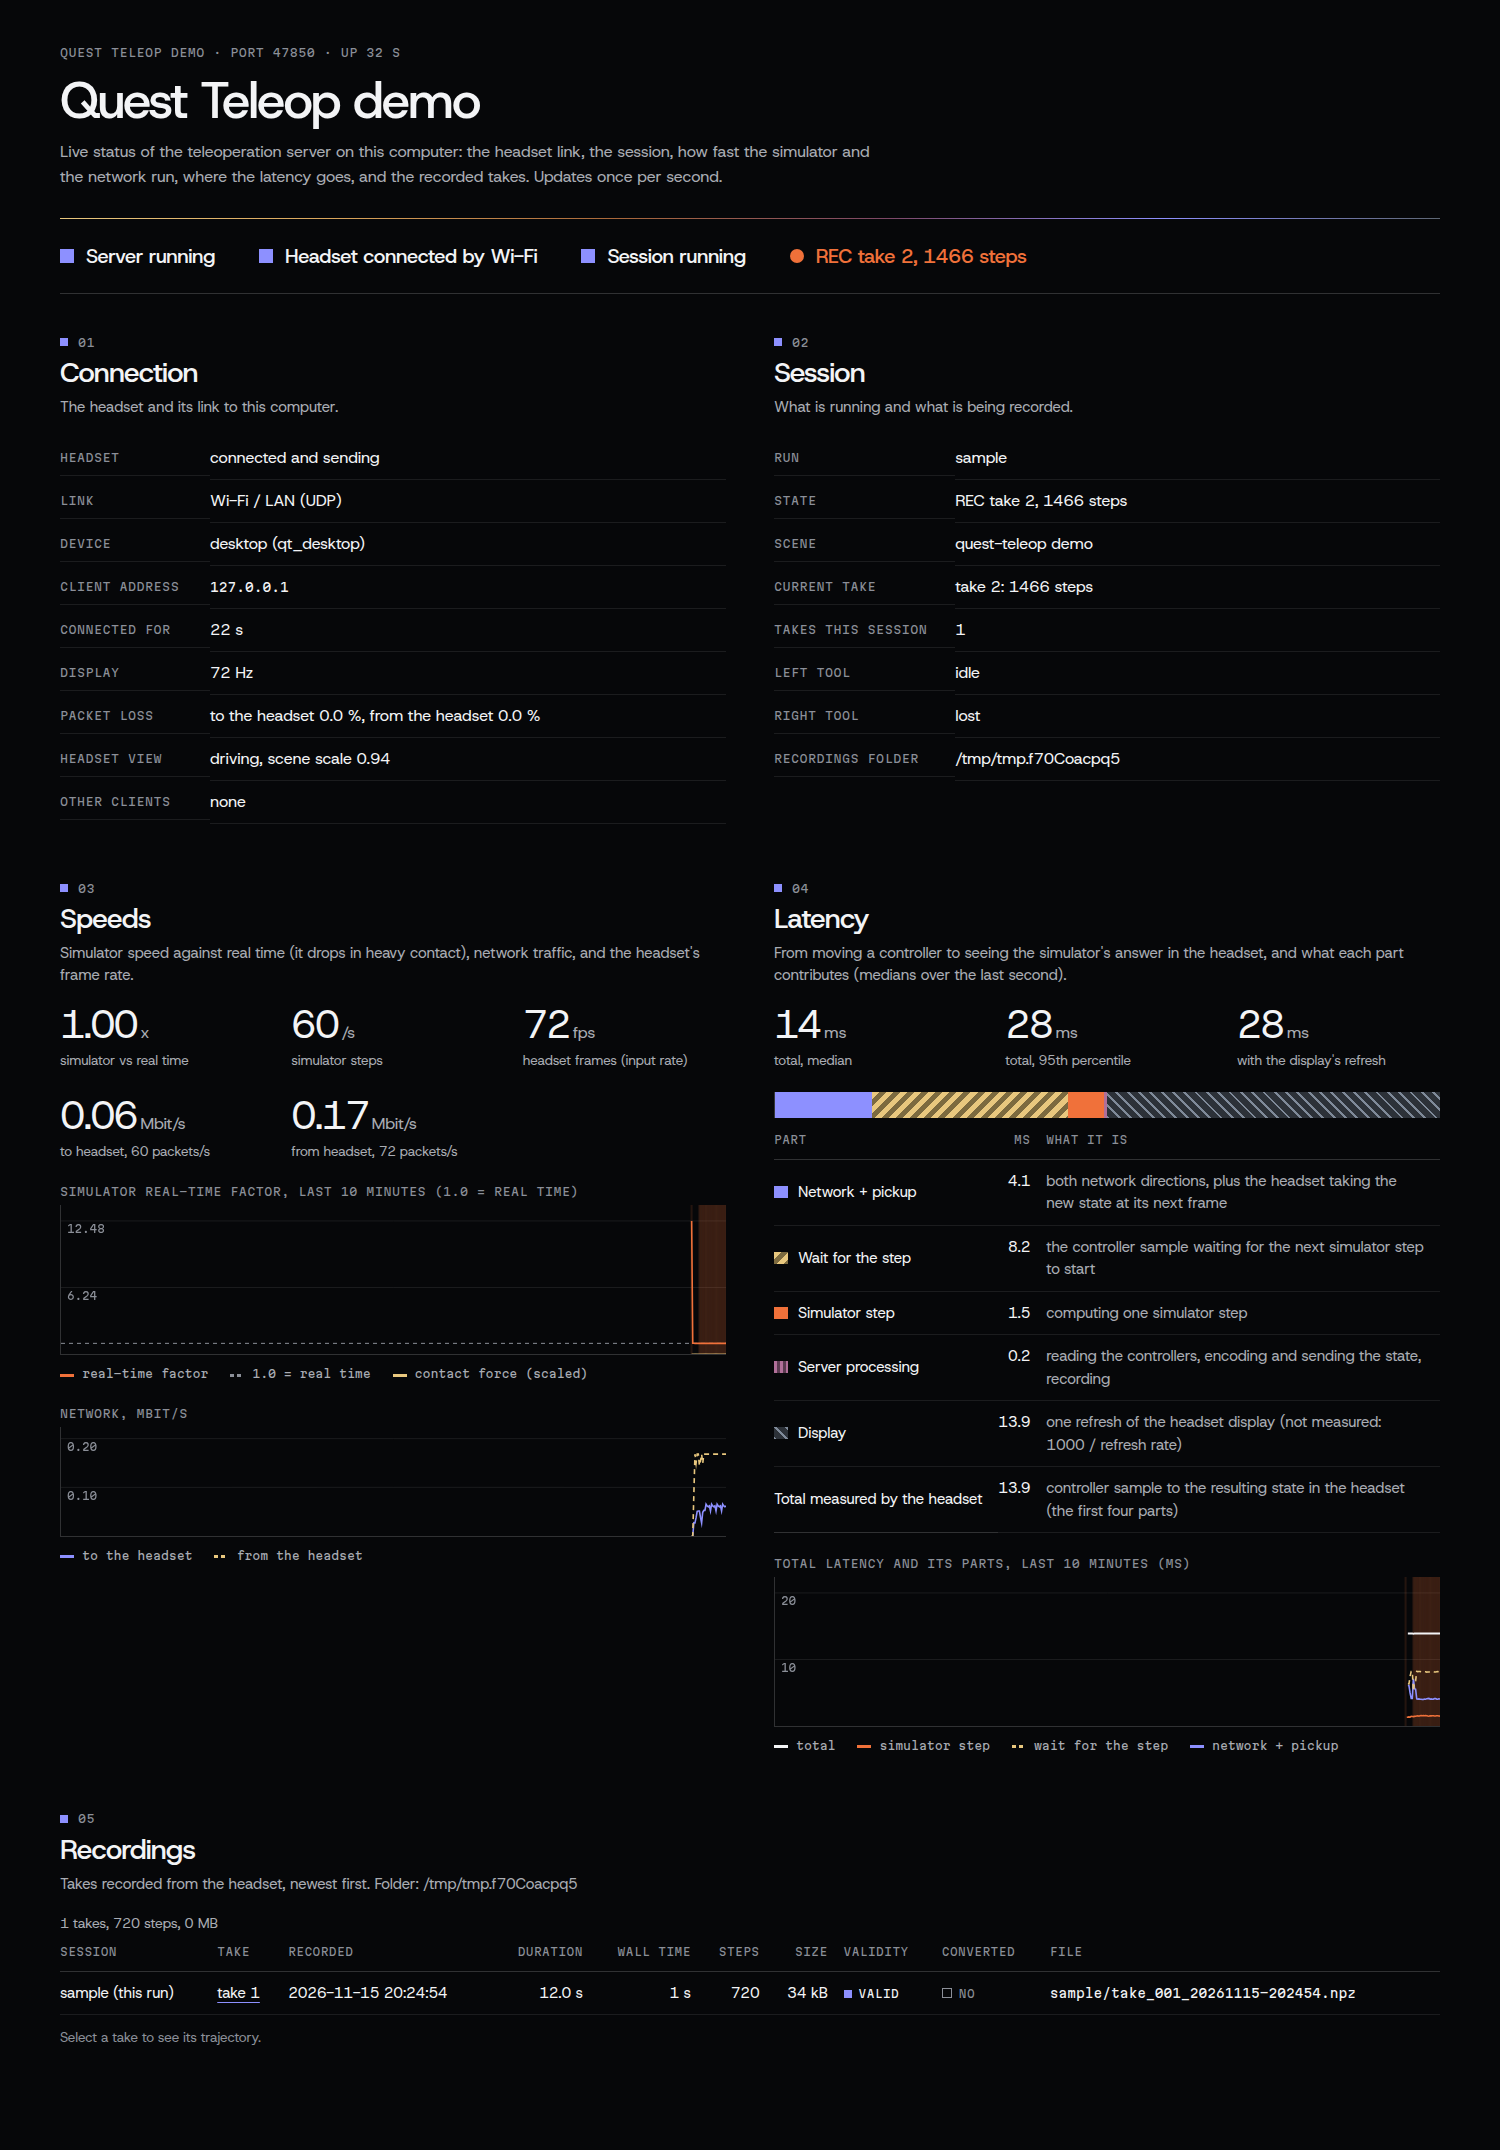 QUEST TELEOP DEMO · PORT 47850 · UP 32 S
Quest Teleop demo
Live status of the teleoperation server on this computer: the headset link, the session, how fast the simulator and
the network run, where the latency goes, and the recorded takes. Updates once per second.
Server running
Headset connected by Wi-Fi
Session running
REC take 2, 1466 steps
01
Connection
The headset and its link to this computer.
HEADSET connected and sending
LINK Wi-Fi / LAN (UDP)
DEVICE desktop (qt_desktop)
CLIENT ADDRESS 127.0.0.1
CONNECTED FOR 22 s
DISPLAY 72 Hz
PACKET LOSS to the headset 0.0 %, from the headset 0.0 %
HEADSET VIEW driving, scene scale 0.94
OTHER CLIENTS none
02
Session
What is running and what is being recorded.
RUN sample
STATE REC take 2, 1466 steps
SCENE quest-teleop demo
CURRENT TAKE take 2: 1466 steps
TAKES THIS SESSION 1
LEFT TOOL idle
RIGHT TOOL lost
RECORDINGS FOLDER /tmp/tmp.f70Coacpq5
03
Speeds
Simulator speed against real time (it drops in heavy contact), network traffic, and the headset's
frame rate.
1.00 x
simulator vs real time
60 /s
simulator steps
72 fps
headset frames (input rate)
0.06 Mbit/s
to headset, 60 packets/s
0.17 Mbit/s
from headset, 72 packets/s
SIMULATOR REAL-TIME FACTOR, LAST 10 MINUTES (1.0 = REAL TIME)
12.48
6.24
real-time factor 1.0 = real time contact force (scaled)
NETWORK, MBIT/S
0.20
0.10
to the headset from the headset
04
Latency
From moving a controller to seeing the simulator's answer in the headset, and what each part
contributes (medians over the last second).
14 ms
total, median
28 ms
total, 95th percentile
28 ms
with the display's refresh
PART MS WHAT IT IS
Network + pickup 4.1 both network directions, plus the headset taking the
new state at its next frame
Wait for the step 8.2 the controller sample waiting for the next simulator step
to start
Simulator step 1.5 computing one simulator step
Server processing 0.2 reading the controllers, encoding and sending the state,
recording
Display 13.9 one refresh of the headset display (not measured:
1000 / refresh rate)
Total measured by the headset 13.9 controller sample to the resulting state in the headset
(the first four parts)
TOTAL LATENCY AND ITS PARTS, LAST 10 MINUTES (MS)
20
10
total simulator step wait for the step network + pickup
05
Recordings
Takes recorded from the headset, newest first. Folder: /tmp/tmp.f70Coacpq5
1 takes, 720 steps, 0 MB
SESSION TAKE RECORDED DURATION WALL TIME STEPS SIZE VALIDITY CONVERTED FILE
sample (this run) take 1 2026-11-15 20:24:54 12.0 s 1 s 720 34 kB VALID NO sample/take_001_20261115-202454.npz
Select a take to see its trajectory.